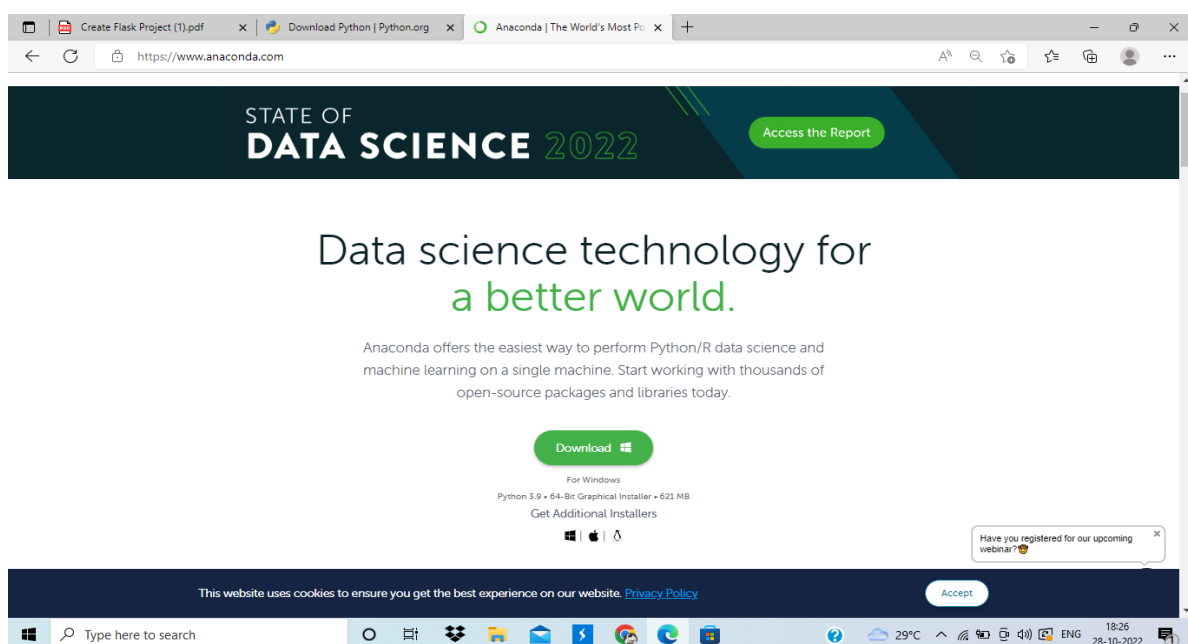 Create Flask Project (1).pdf
Download Python | Python.org
Anaconda | The World's Most Po
https://www.anaconda.com
STATE OF
DATA SCIENCE 2022
Access the Report
Data science technology for
a better world.
Anaconda offers the easiest way to perform Python/R data science and
machine learning on a single machine. Start working with thousands of
open-source packages and libraries today.
Download
For Windows
Python 3.9 • 64-Bit Graphical Installer • 621 MB
Get Additional Installers
Have you registered for our upcoming
webinar?
This website uses cookies to ensure you get the best experience on our website. Privacy Policy
Accept
Type here to search
29°C
ENG
18:26
28-10-2022